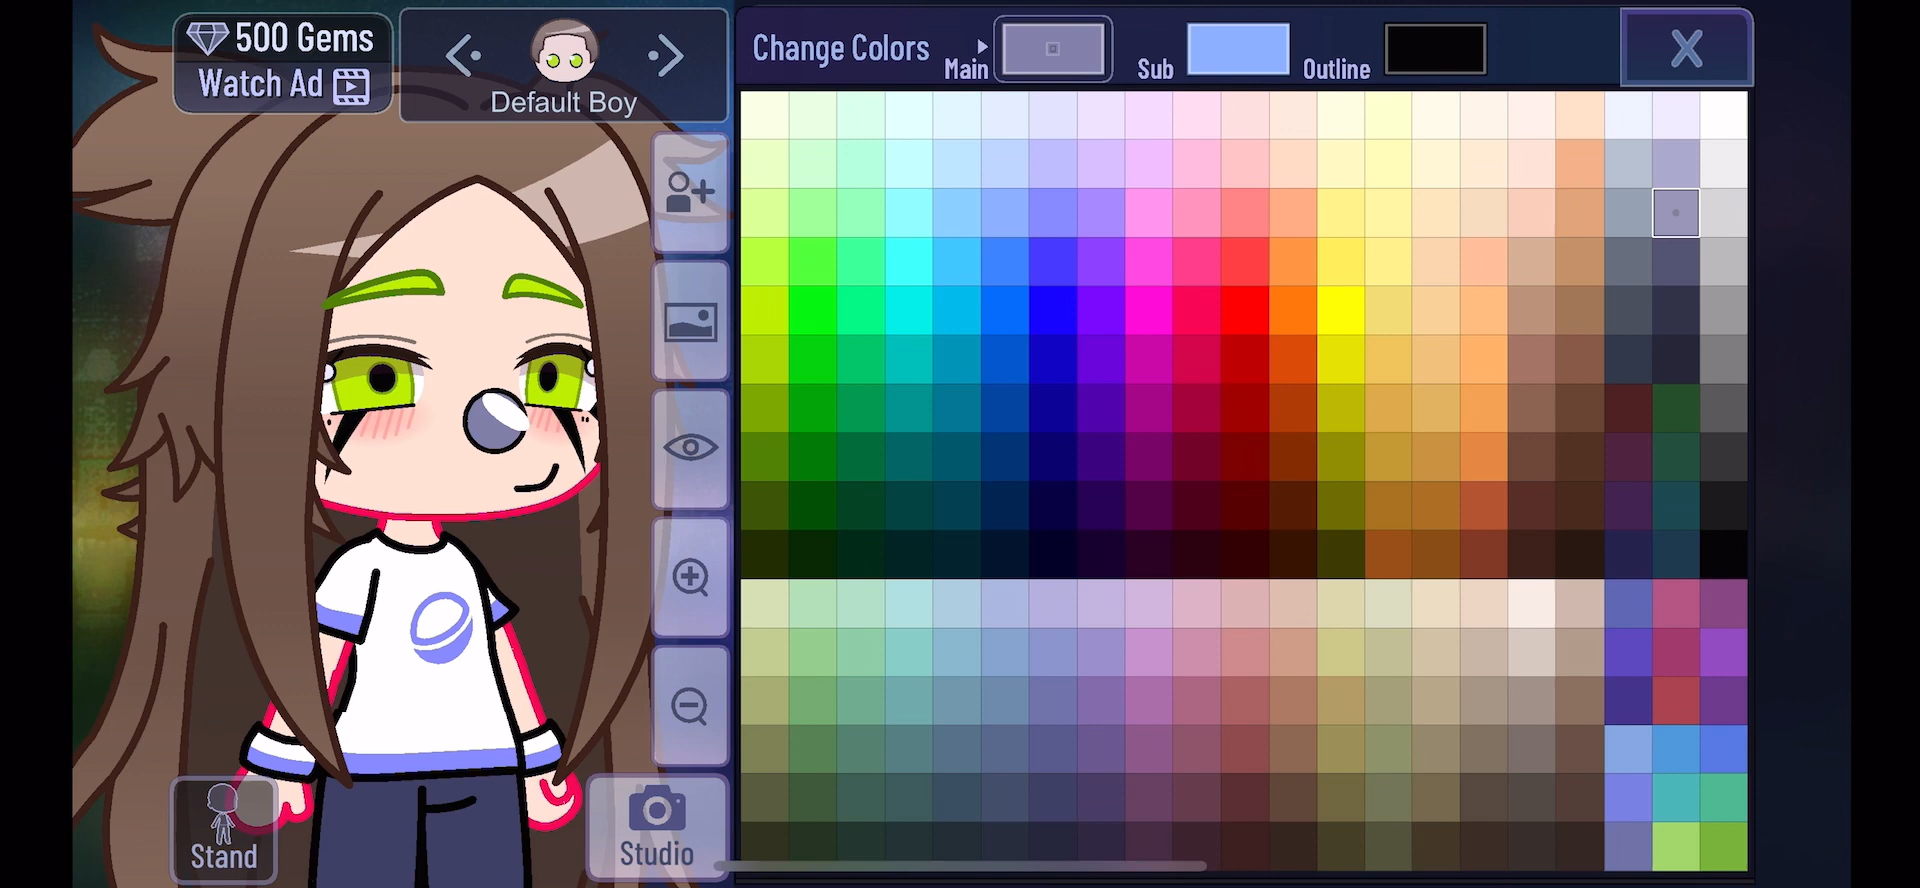 500 Gems
Watch Ad
Default Boy
Change Colors
Main
Sub
Outline
X
Stand
Studio